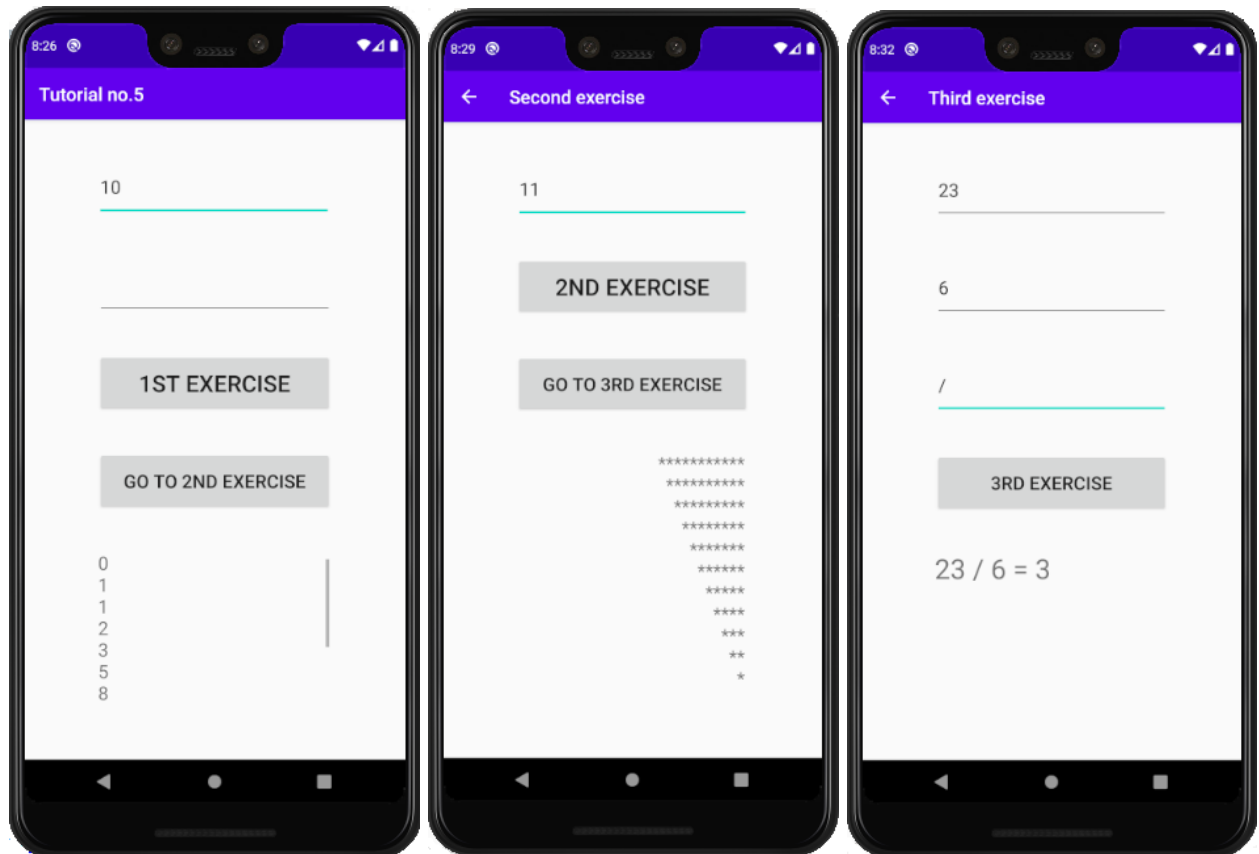 8:26
Tutorial no.5
10
1ST EXERCISE
GO TO 2ND EXERCISE
0
1
1
2
3
5
8
8:29
Second exercise
11
2ND EXERCISE
GO TO 3RD EXERCISE
***********
**********
*********
********
*******
******
*****
****
***
**
*
8:32
Third exercise
23
6
/
3RD EXERCISE
23 / 6 = 3